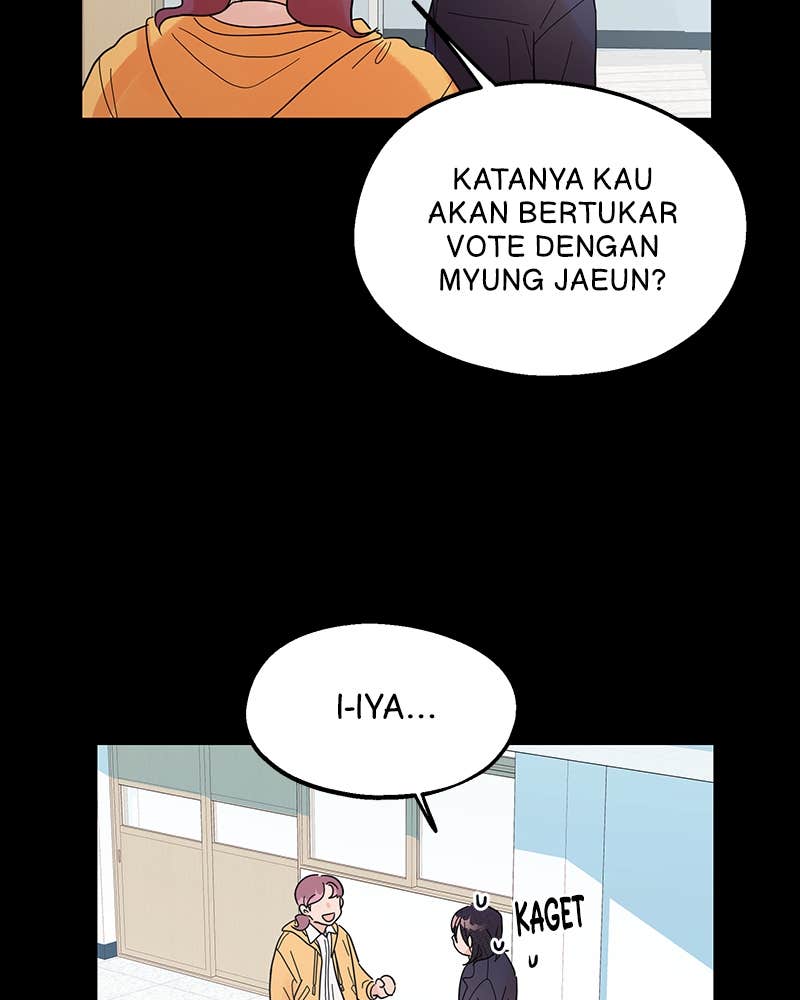 KATANYA KAU
AKAN BERTUKAR
VOTE DENGAN
MYUNG JAEUN?
I-IYA...
KAGET